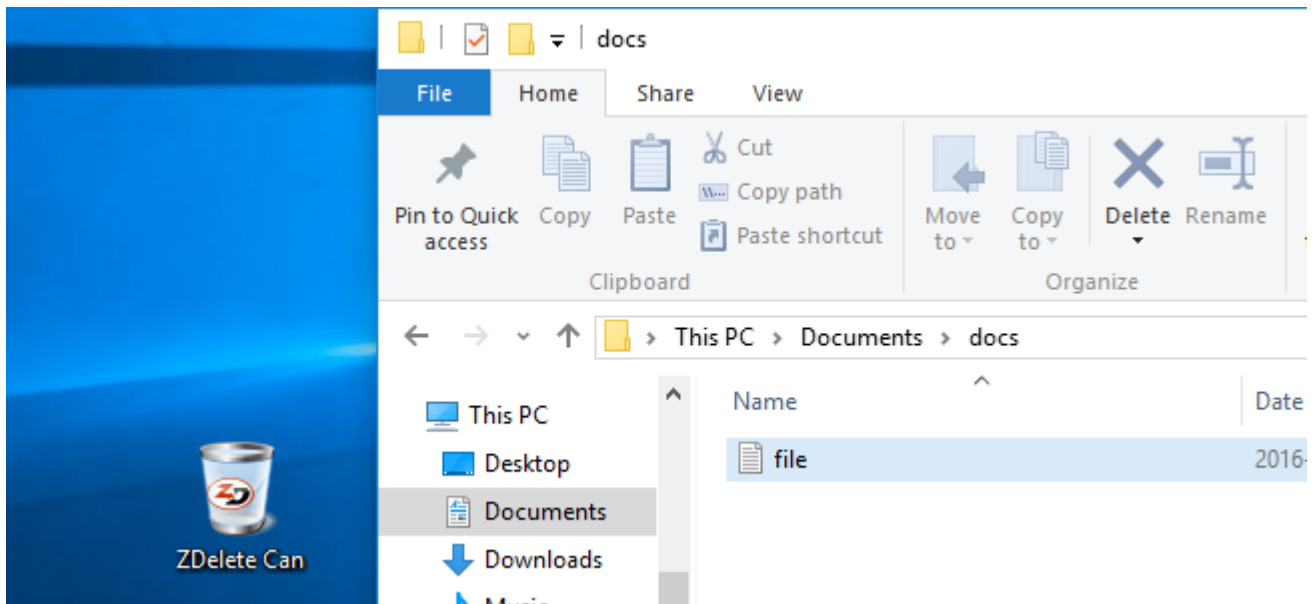 docs
File Home Share View
Cut
Copy path
Paste shortcut
Pin to Quick access
Copy
Paste
Move to
Copy to
Delete
Rename
Clipboard
Organize
This PC > Documents > docs
This PC
Desktop
Documents
Downloads
Music
Name
Date
file
2016-
ZD
ZDelete Can